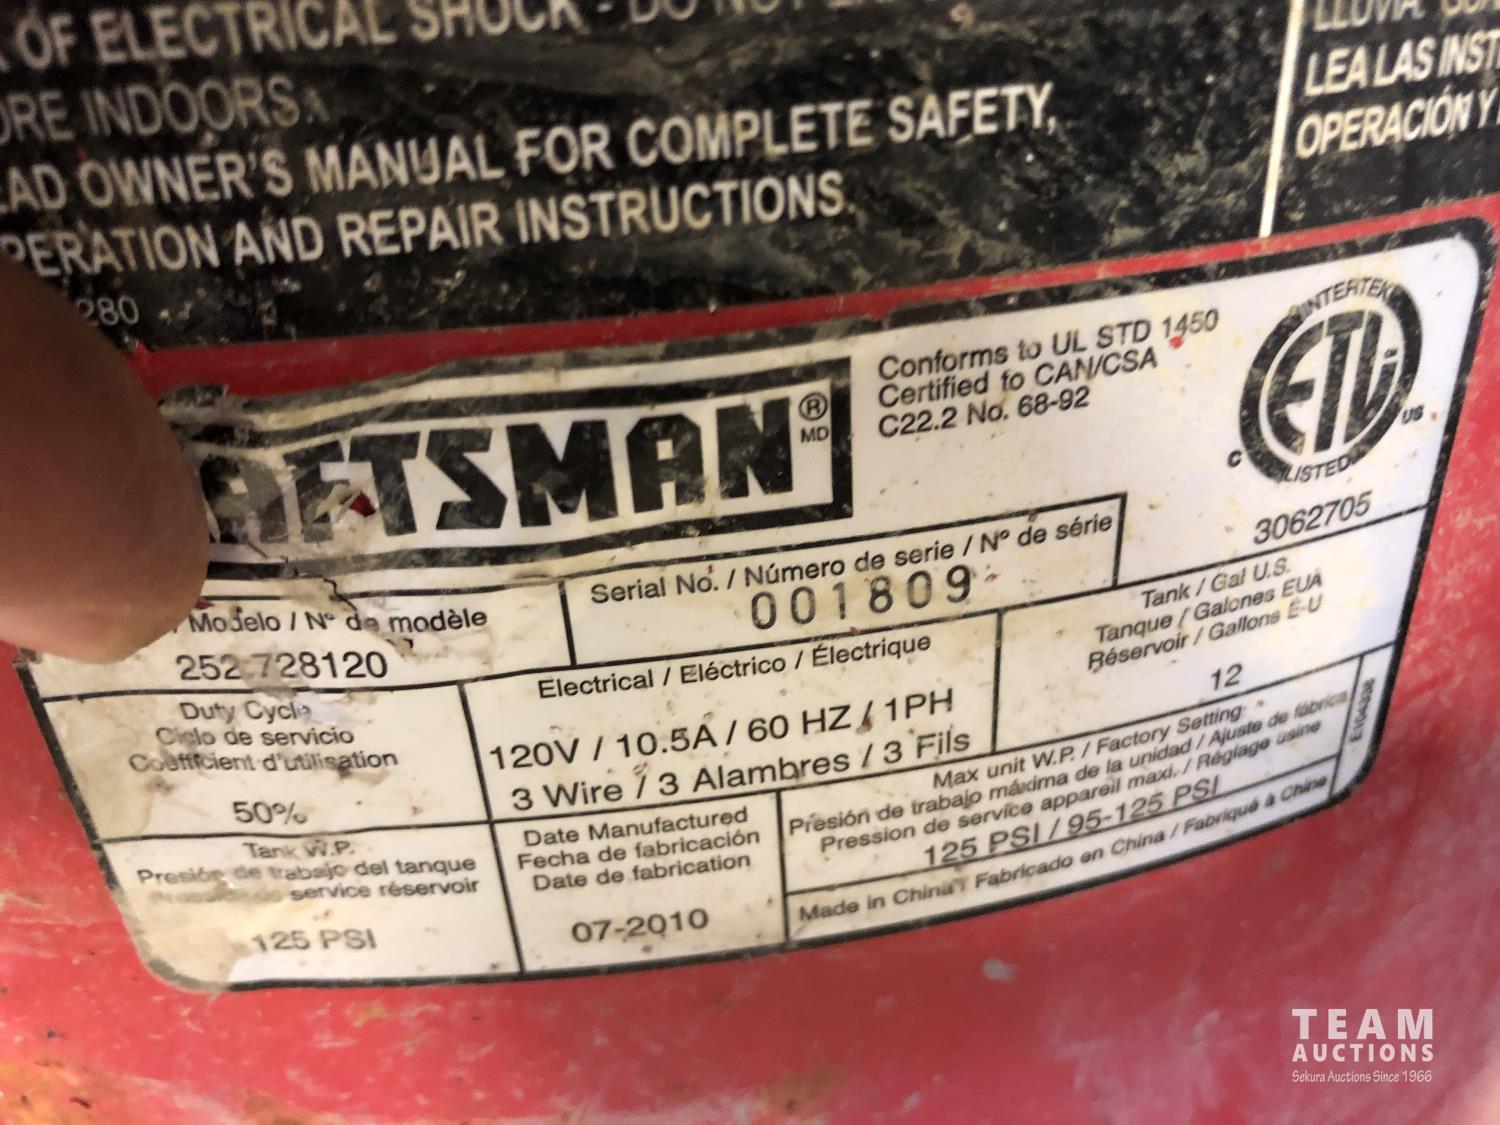 OF ELECTRICAL SHOCK - DO NOT
INDOORS.
OWNER'S MANUAL FOR COMPLETE SAFETY,
AND REPAIR INSTRUCTIONS.
280
LEA LAS
OPERACIÓN Y
AFTSMAN ® MD
Conforms to UL STD 1450
Certified to CAN/CSA
C22.2 No. 68-92
INTERTEK
ETL
C US
LISTED
3062705
Modelo / Nº de modèle
252.728120
Serial No. / Número de serie / Nº de série
001809
Tank / Gal U.S.
Tanque / Galones EUA
Réservoir / Gallons É-U
12
Duty Cycle
Ciclo de servicio
Coefficient d'utilisation
50%
Electrical / Eléctrico / Électrique
120V / 10.5A / 60 HZ / 1PH
3 Wire / 3 Alambres / 3 Fils
Max unit W.P. / Factory Setting:
Presión de trabajo máxima de la unidad / Ajuste de fábrica
Pression de service appareil maxi. / Réglage usine
125 PSI / 95-125 PSI
E104338
Tank W.P.
Presión de trabajo del tanque
service réservoir
125 PSI
Date Manufactured
Fecha de fabricación
Date de fabrication
07-2010
Made in China / Fabricado en China / Fabriqué à Chine
TEAM
AUCTIONS
Sekura Auctions Since 1966